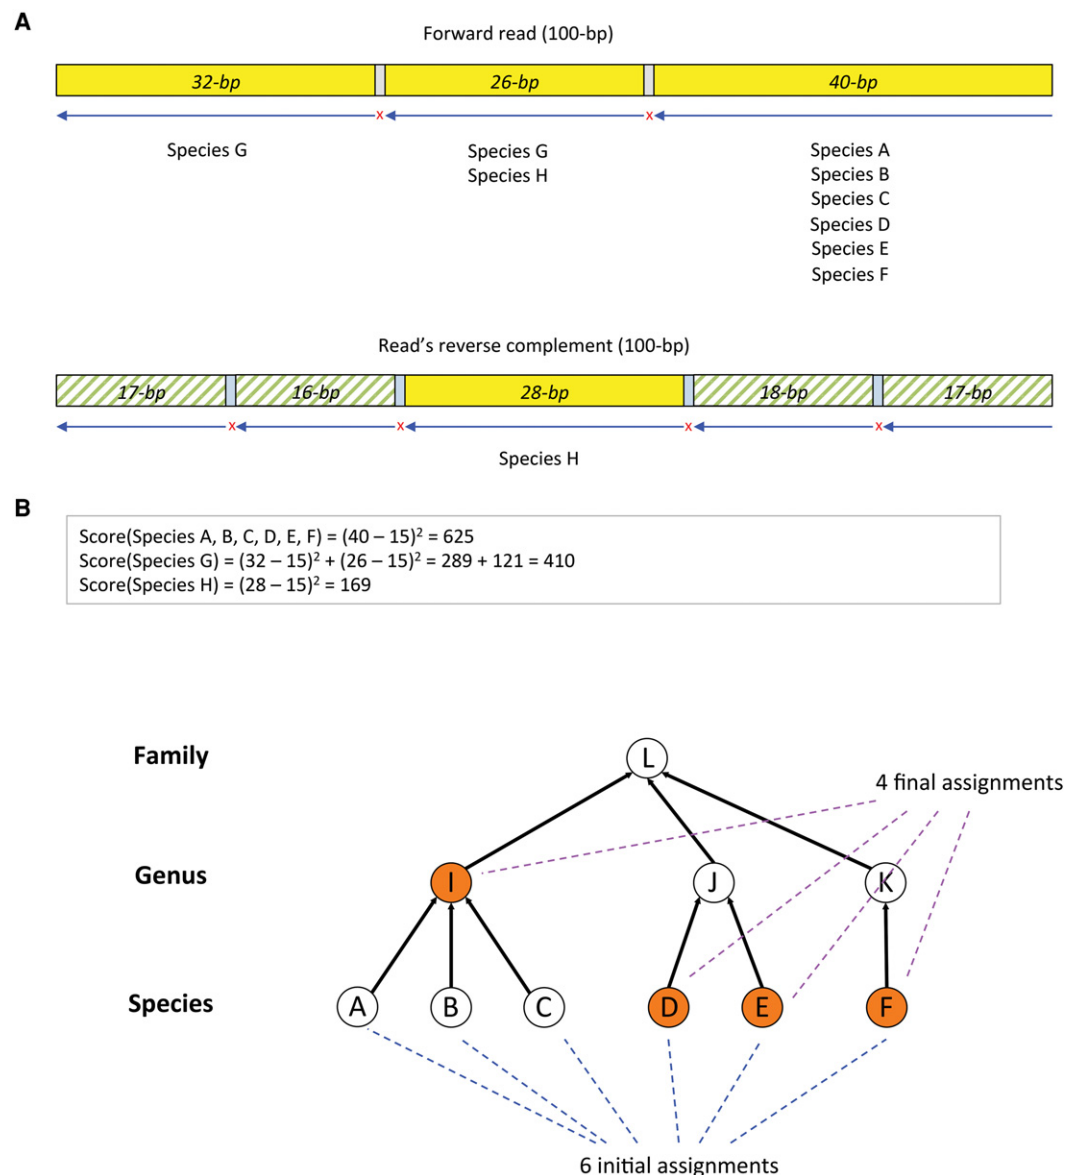 A
Forward read (100-bp)
32-bp 26-bp 40-bp
x x
Species G
Species G
Species H
Species A
Species B
Species C
Species D
Species E
Species F
Read’s reverse complement (100-bp)
17-bp 16-bp 28-bp 18-bp 17-bp
x x x x
Species H
B
Score(Species A, B, C, D, E, F) = (40 – 15)² = 625
Score(Species G) = (32 – 15)² + (26 – 15)² = 289 + 121 = 410
Score(Species H) = (28 – 15)² = 169
Family L
4 final assignments
Genus I J K
Species A B C D E F
6 initial assignments